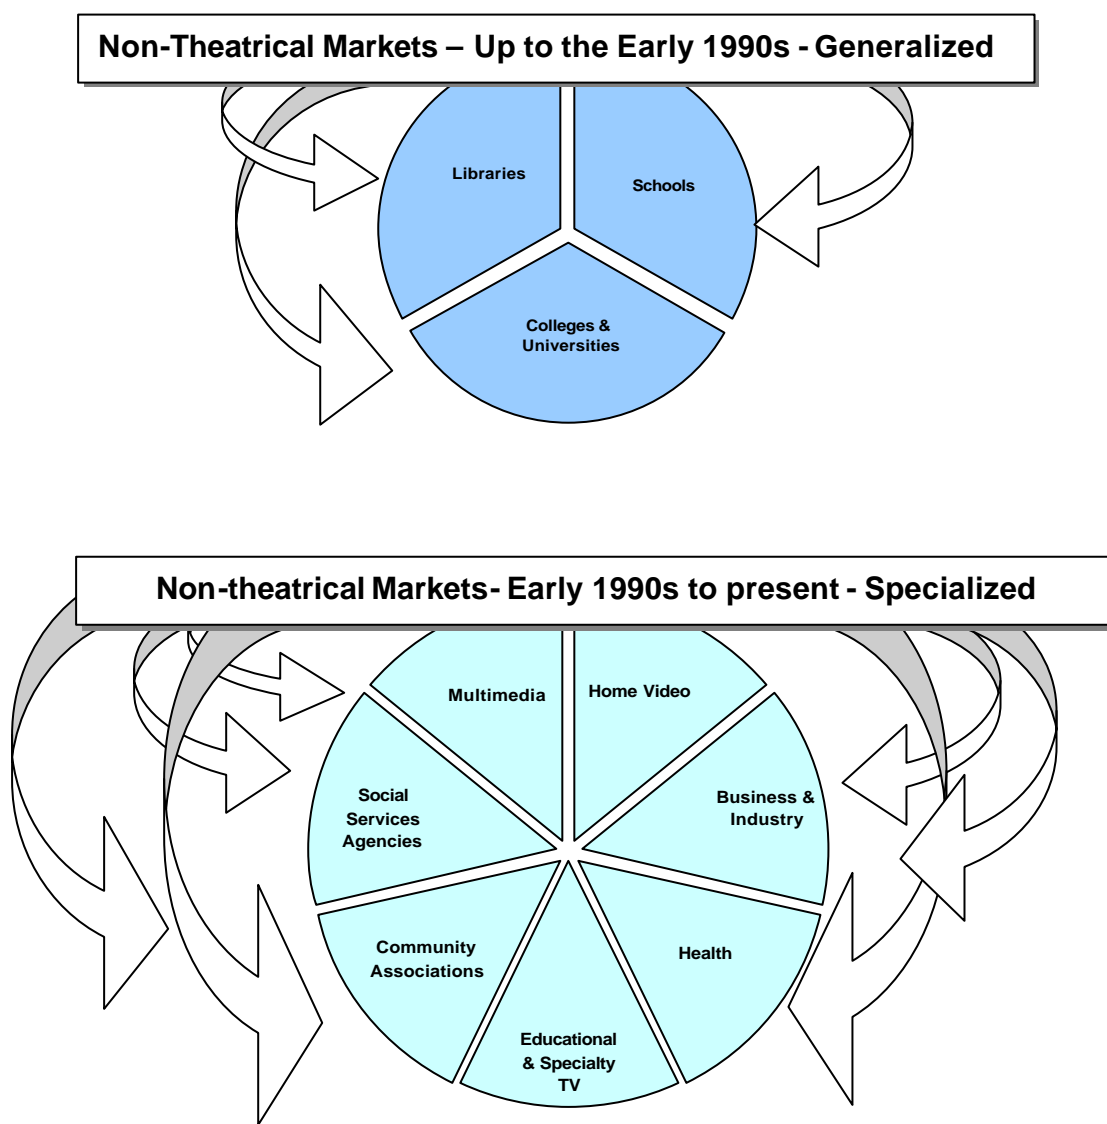 Non-Theatrical Markets – Up to the Early 1990s - Generalized
Libraries
Schools
Colleges &
Universities
Non-theatrical Markets- Early 1990s to present - Specialized
Multimedia
Home Video
Social
Services
Agencies
Business &
Industry
Community
Associations
Health
Educational
& Specialty
TV